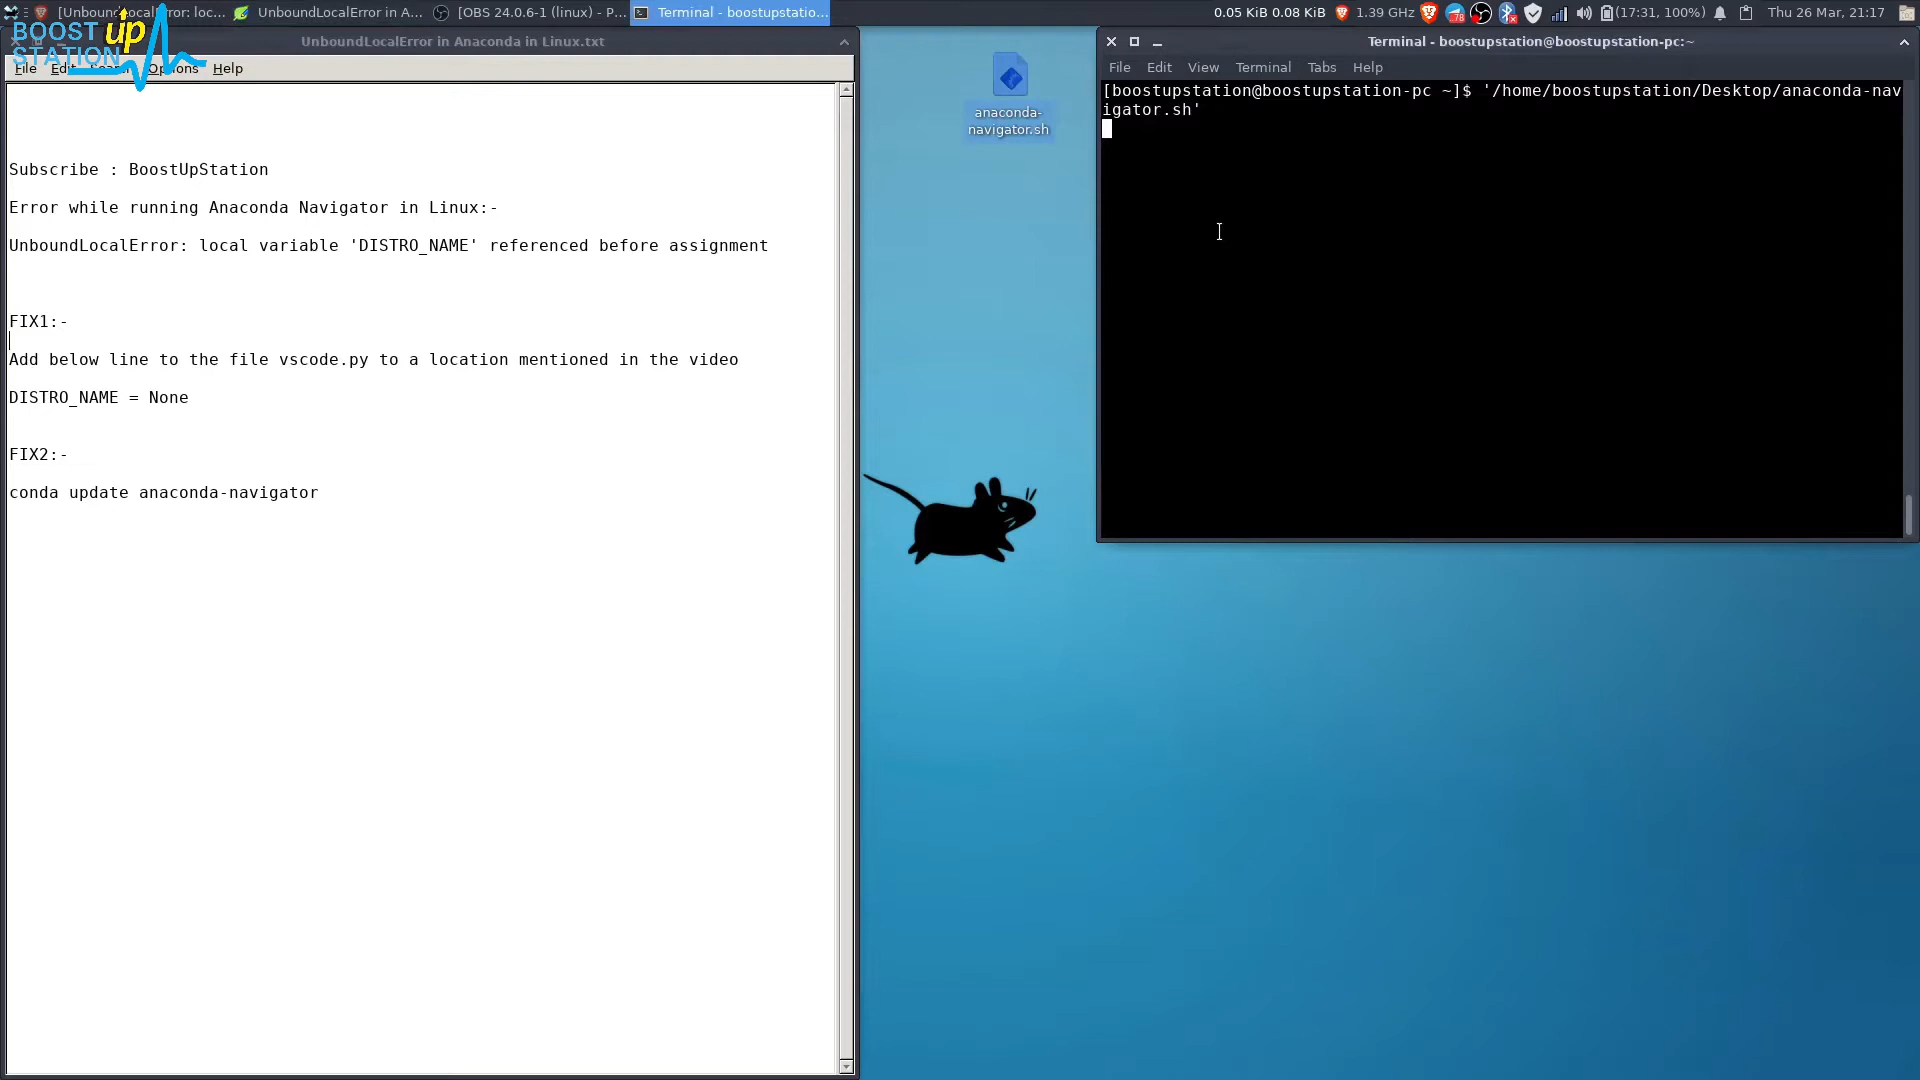 [UnboundLocalError: loc...
UnboundLocalError in A...
[OBS 24.0.6-1 (linux) - P...
Terminal - boostupstatio...
0.05 KiB 0.08 KiB
1.39 GHz
78
(17:31, 100%)
Thu 26 Mar, 21:17
BOOST up
STATION
UnboundLocalError in Anaconda in Linux.txt
File Edit Search Options Help
Subscribe : BoostUpStation
Error while running Anaconda Navigator in Linux:-
UnboundLocalError: local variable 'DISTRO_NAME' referenced before assignment
FIX1:-
Add below line to the file vscode.py to a location mentioned in the video
DISTRO_NAME = None
FIX2:-
conda update anaconda-navigator
anaconda-
navigator.sh
Terminal - boostupstation@boostupstation-pc:~
File Edit View Terminal Tabs Help
[boostupstation@boostupstation-pc ~]$ '/home/boostupstation/Desktop/anaconda-nav
igator.sh'